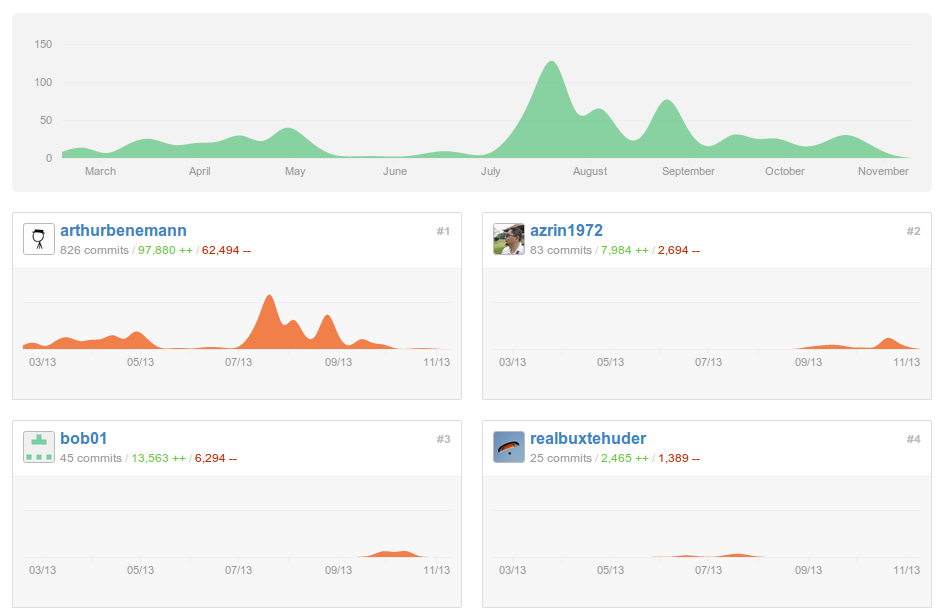 150
100
50
0
March April May June July August September October November
arthurbenemann #1
826 commits / 97,880 ++ / 62,494 --
03/13 05/13 07/13 09/13 11/13
azrin1972 #2
83 commits / 7,984 ++ / 2,694 --
03/13 05/13 07/13 09/13 11/13
bob01 #3
45 commits / 13,563 ++ / 6,294 --
03/13 05/13 07/13 09/13 11/13
realbuxtehuder #4
25 commits / 2,465 ++ / 1,389 --
03/13 05/13 07/13 09/13 11/13